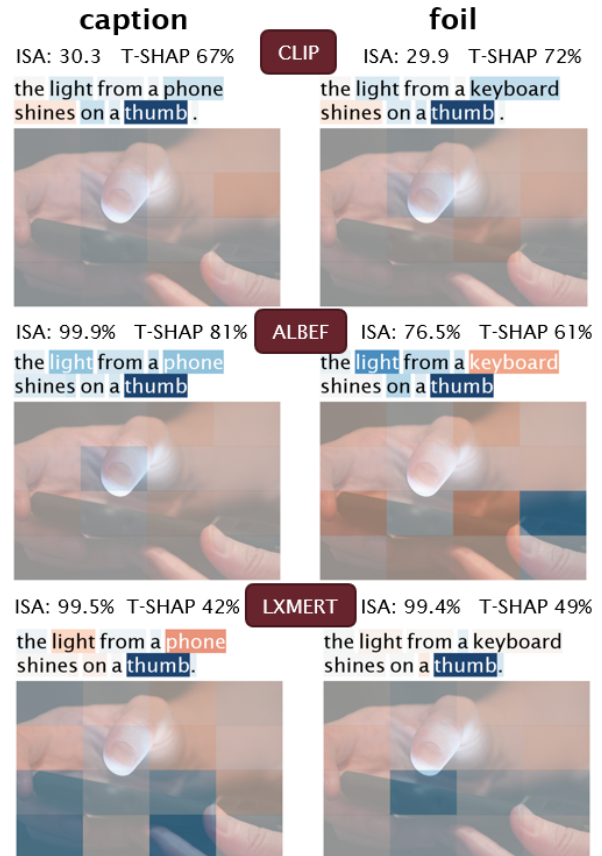 caption foil
ISA: 30.3 T-SHAP 67% CLIP ISA: 29.9 T-SHAP 72%
the light from a phone
shines on a thumb .
the light from a keyboard
shines on a thumb .
ISA: 99.9% T-SHAP 81% ALBEF ISA: 76.5% T-SHAP 61%
the light from a phone
shines on a thumb
the light from a keyboard
shines on a thumb
ISA: 99.5% T-SHAP 42% LXMERT ISA: 99.4% T-SHAP 49%
the light from a phone
shines on a thumb.
the light from a keyboard
shines on a thumb.